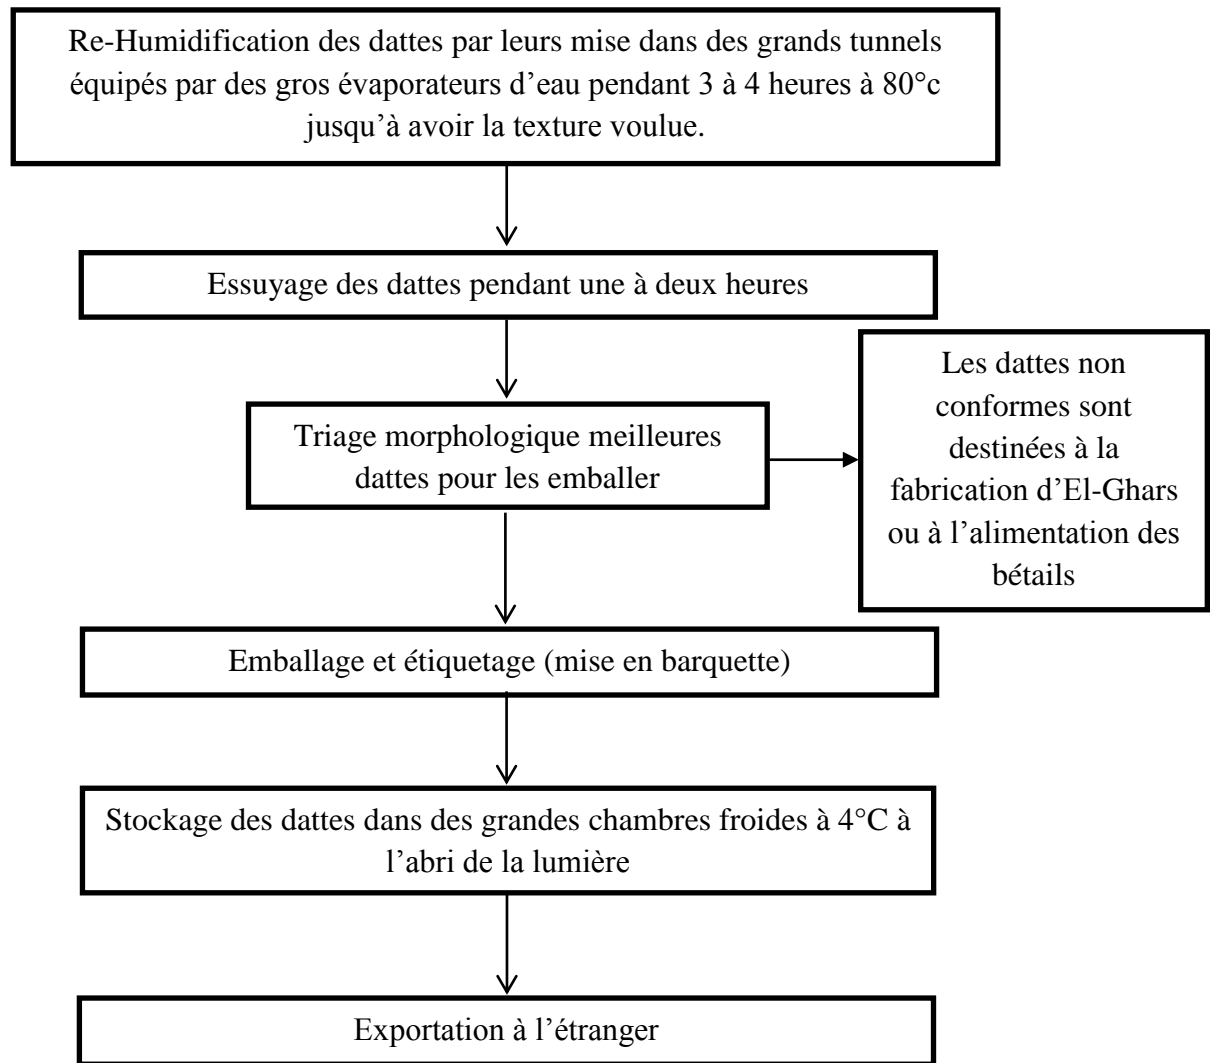 Re-Humidification des dattes par leurs mise dans des grands tunnels
équipés par des gros évaporateurs d’eau pendant 3 à 4 heures à 80°c
jusqu’à avoir la texture voulue.
Essuyage des dattes pendant une à deux heures
Triage morphologique meilleures
dattes pour les emballer
Les dattes non
conformes sont
destinées à la
fabrication d’El-Ghars
ou à l’alimentation des
bétails
Emballage et étiquetage (mise en barquette)
Stockage des dattes dans des grandes chambres froides à 4°C à
l’abri de la lumière
Exportation à l’étranger